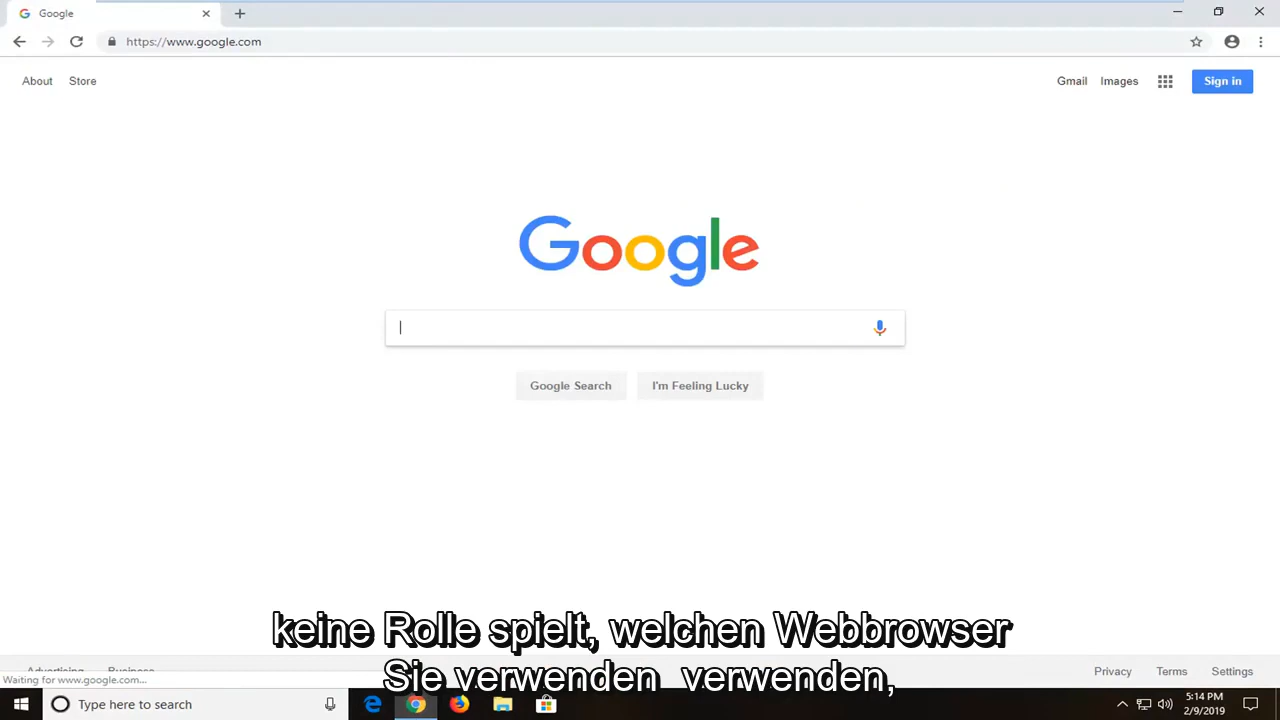 Google
https://www.google.com
About Store Gmail Images Sign in
Google
Google Search I'm Feeling Lucky
keine Rolle spielt, welchen Webbrowser
Sie verwenden verwenden,
Advertising Business Privacy Terms Settings
Waiting for www.google.com...
Type here to search
5:14 PM
2/9/2019